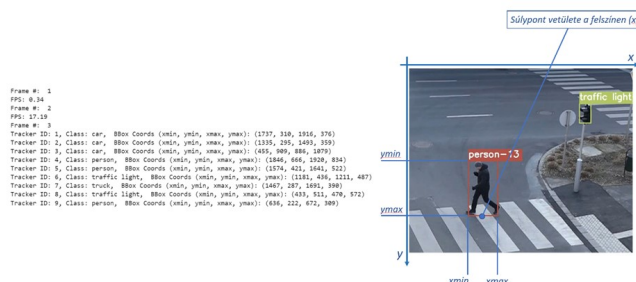 Súlypont vetülete a felszínen (x
x
Frame #: 1
FPS: 0.34
Frame #: 2
FPS: 17.19
Frame #: 3
Tracker ID: 1, Class: car, BBox Coords (xmin, ymin, xmax, ymax): (1737, 310, 1916, 376)
Tracker ID: 2, Class: car, BBox Coords (xmin, ymin, xmax, ymax): (1335, 295, 1493, 359)
Tracker ID: 3, Class: car, BBox Coords (xmin, ymin, xmax, ymax): (455, 909, 886, 1079)
Tracker ID: 4, Class: person, BBox Coords (xmin, ymin, xmax, ymax): (1846, 666, 1920, 834)
Tracker ID: 5, Class: person, BBox Coords (xmin, ymin, xmax, ymax): (1574, 421, 1641, 522)
Tracker ID: 6, Class: traffic light, BBox Coords (xmin, ymin, xmax, ymax): (1181, 436, 1211, 487)
Tracker ID: 7, Class: truck, BBox Coords (xmin, ymin, xmax, ymax): (1467, 287, 1691, 390)
Tracker ID: 8, Class: traffic light, BBox Coords (xmin, ymin, xmax, ymax): (433, 511, 470, 572)
Tracker ID: 9, Class: person, BBox Coords (xmin, ymin, xmax, ymax): (636, 222, 672, 309)
traffic light
person-13
ymin
ymax
y
xmin xmax